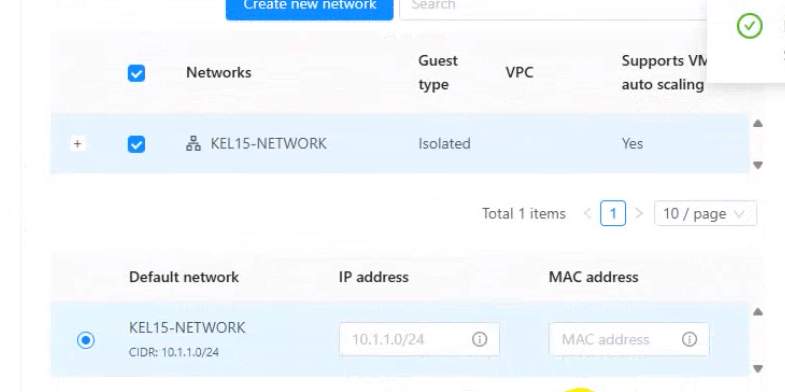 Create new network
Search
Networks
Guest type
VPC
Supports VM auto scaling
KEL15-NETWORK
Isolated
Yes
Total 1 items
1
10 / page
Default network
IP address
MAC address
KEL15-NETWORK
CIDR: 10.1.1.0/24
10.1.1.0/24
MAC address